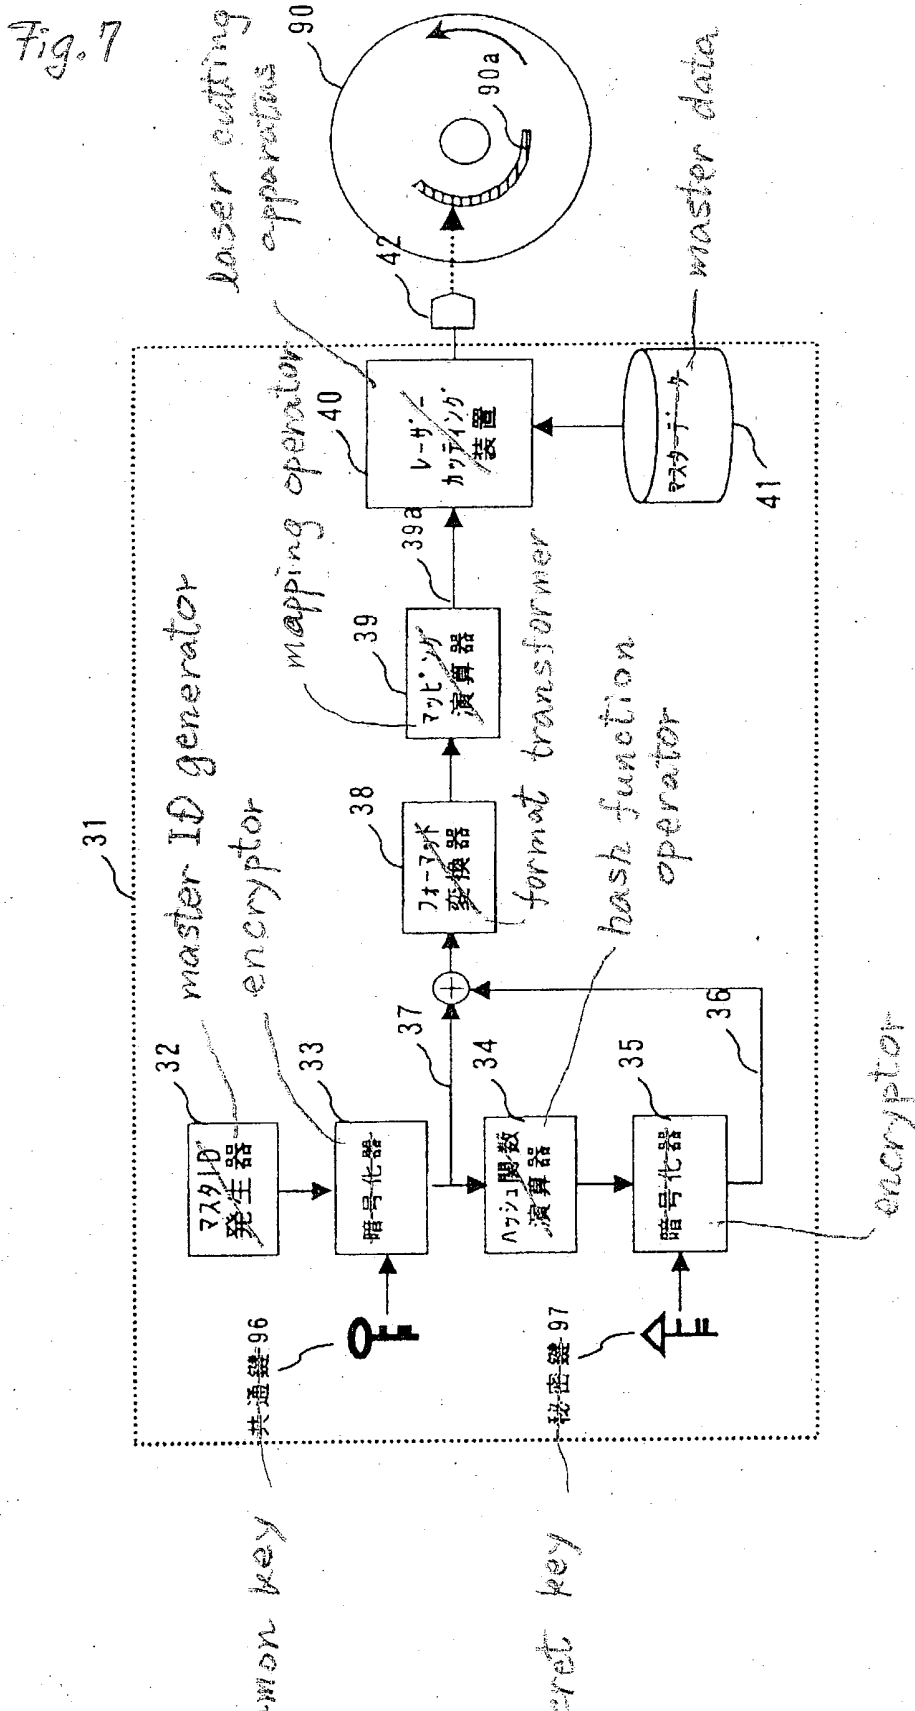 Fig.7
31
マスタID
発生器
32
master ID generator
暗号化器
33
encryptor
共通鍵 96
mon key
37
ハッシュ関数
演算器
34
hash function
operator
暗号化器
35
encryptor
秘密鍵 97
cret key
36
フォーマット
変換器
38
format transformer
マッピング
演算器
39
mapping operator
39a
レーザー
カッティング
装置
40
laser cutting
apparatus
マスターデータ
41
master data
42
90
90a